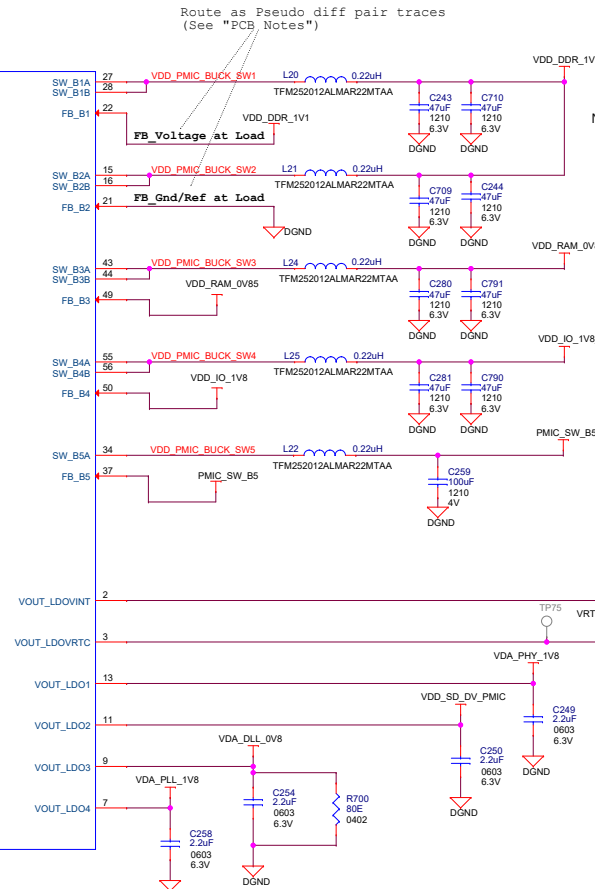 Route as Pseudo diff pair traces
(See "PCB Notes")
VDD_DDR_1V
SW_B1A 27 VDD_PMIC_BUCK_SW1 L20 0.22uH
SW_B1B 28 TFM252012ALMAR22MTAA
C243 C710
47uF 47uF
1210 1210
6.3V 6.3V
FB_B1 22 VDD_DDR_1V1
N
FB_Voltage at Load
DGND DGND
SW_B2A 15 VDD_PMIC_BUCK_SW2 L21 0.22uH
SW_B2B 16 TFM252012ALMAR22MTAA
C709 C244
47uF 47uF
1210 1210
6.3V 6.3V
FB_Gnd/Ref at Load
FB_B2 21
DGND
DGND DGND
VDD_RAM_0V8
SW_B3A 43 VDD_PMIC_BUCK_SW3 L24 0.22uH
SW_B3B 44 TFM252012ALMAR22MTAA
VDD_RAM_0V85
C280 C791
47uF 47uF
1210 1210
6.3V 6.3V
FB_B3 49
DGND DGND
VDD_IO_1V8
SW_B4A 55 VDD_PMIC_BUCK_SW4 L25 0.22uH
SW_B4B 56 TFM252012ALMAR22MTAA
VDD_IO_1V8
C281 C790
47uF 47uF
1210 1210
6.3V 6.3V
FB_B4 50
DGND DGND
PMIC_SW_B5
SW_B5A 34 VDD_PMIC_BUCK_SW5 L22 0.22uH
TFM252012ALMAR22MTAA
FB_B5 37 PMIC_SW_B5
C259
100uF
1210
4V
DGND
VOUT_LDOVINT 2
TP75
VRT
VOUT_LDOVRTC 3
VDA_PHY_1V8
VOUT_LDO1 13
VDD_SD_DV_PMIC
C249
2.2uF
0603
6.3V
DGND
VOUT_LDO2 11
VDA_DLL_0V8
C250
2.2uF
0603
6.3V
DGND
VOUT_LDO3 9
VDA_PLL_1V8
C254
2.2uF
0603
6.3V
R700
80E
0402
DGND
VOUT_LDO4 7
C258
2.2uF
0603
6.3V